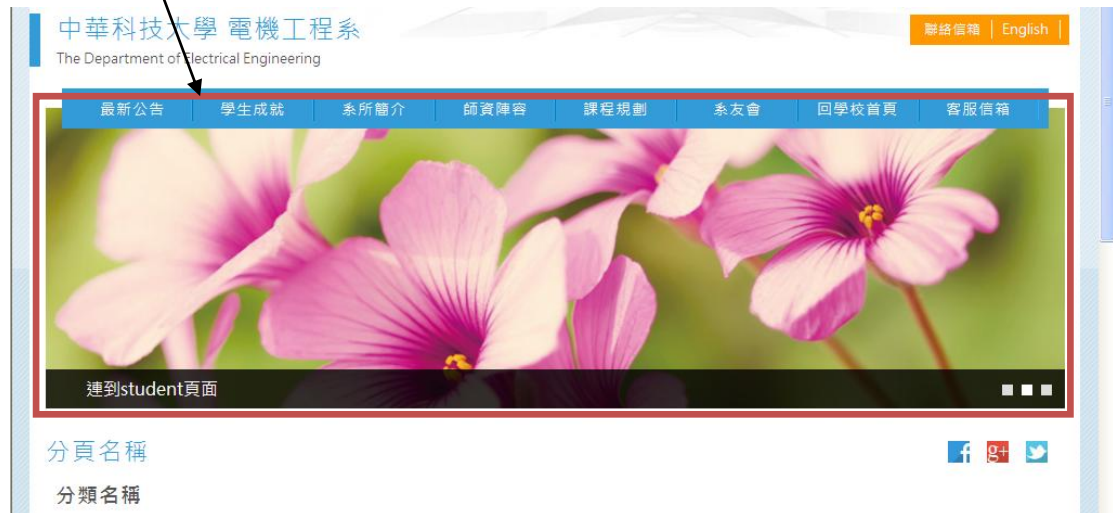 中華科技大學 電機工程系
聯絡信箱 | English |
The Department of Electrical Engineering
最新公告 學生成就 系所簡介 師資陣容 課程規劃 系友會 回學校首頁 客服信箱
連到student頁面
分頁名稱
f g+
分類名稱